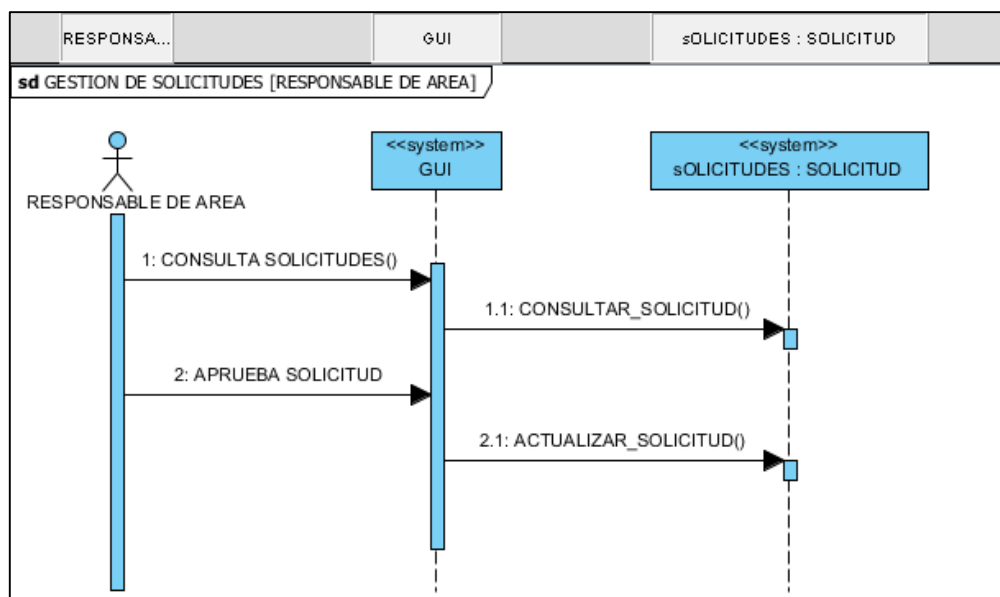 RESPONSA...
GUI
sOLICITUDES : SOLICITUD
sd GESTION DE SOLICITUDES [RESPONSABLE DE AREA]
<<system>>
GUI
<<system>>
sOLICITUDES : SOLICITUD
RESPONSABLE DE AREA
1: CONSULTA SOLICITUDES()
1.1: CONSULTAR_SOLICITUD()
2: APRUEBA SOLICITUD
2.1: ACTUALIZAR_SOLICITUD()